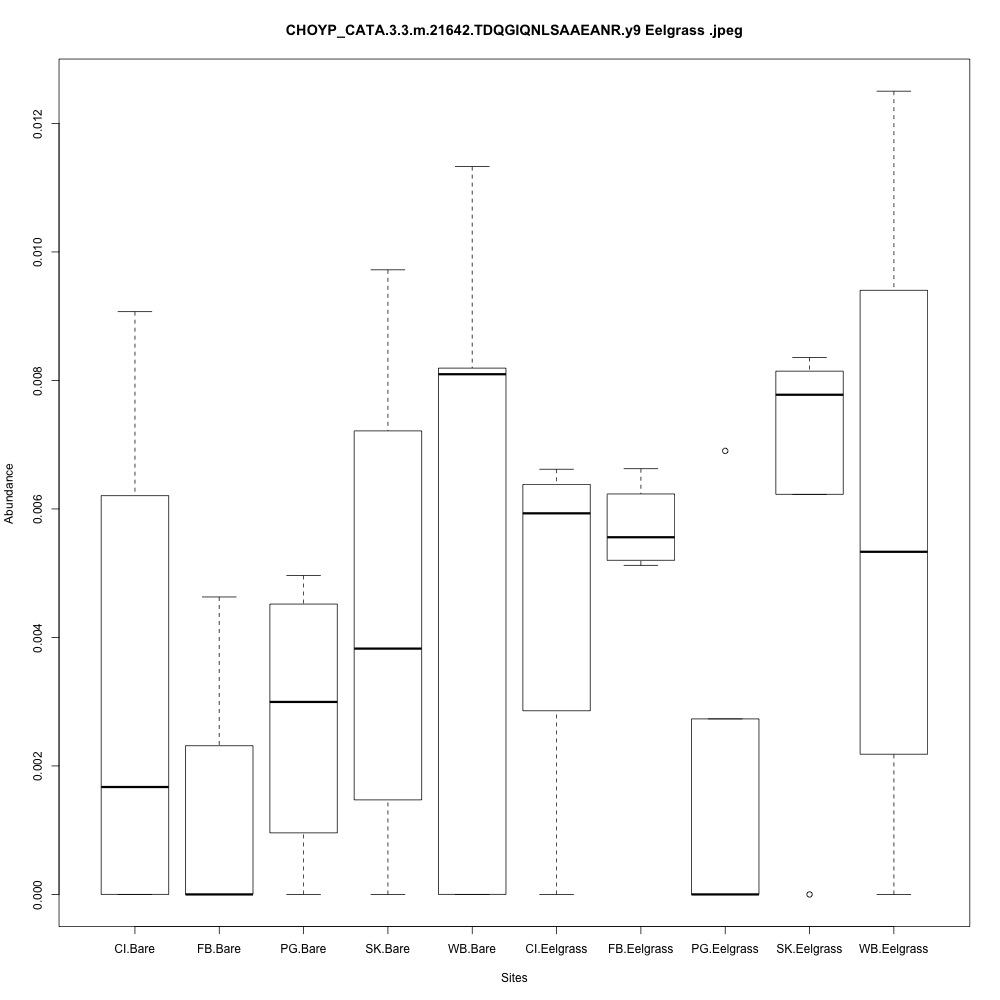 CHOYP_CATA.3.3.m.21642.TDQGIQNLSAAEANR.y9 Eelgrass .jpeg
0.012
0.010
0.008
0.006
0.004
0.002
0.000
Abundance
CI.Bare FB.Bare PG.Bare SK.Bare WB.Bare CI.Eelgrass FB.Eelgrass PG.Eelgrass SK.Eelgrass WB.Eelgrass
Sites